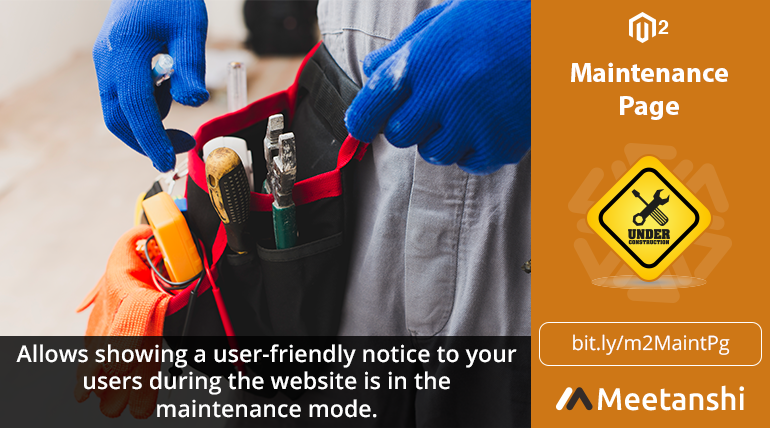 2
Maintenance
Page
UNDER
CONSTRUCTION
bit.ly/m2MaintPg
Meetanshi
Allows showing a user-friendly notice to your
users during the website is in the
maintenance mode.